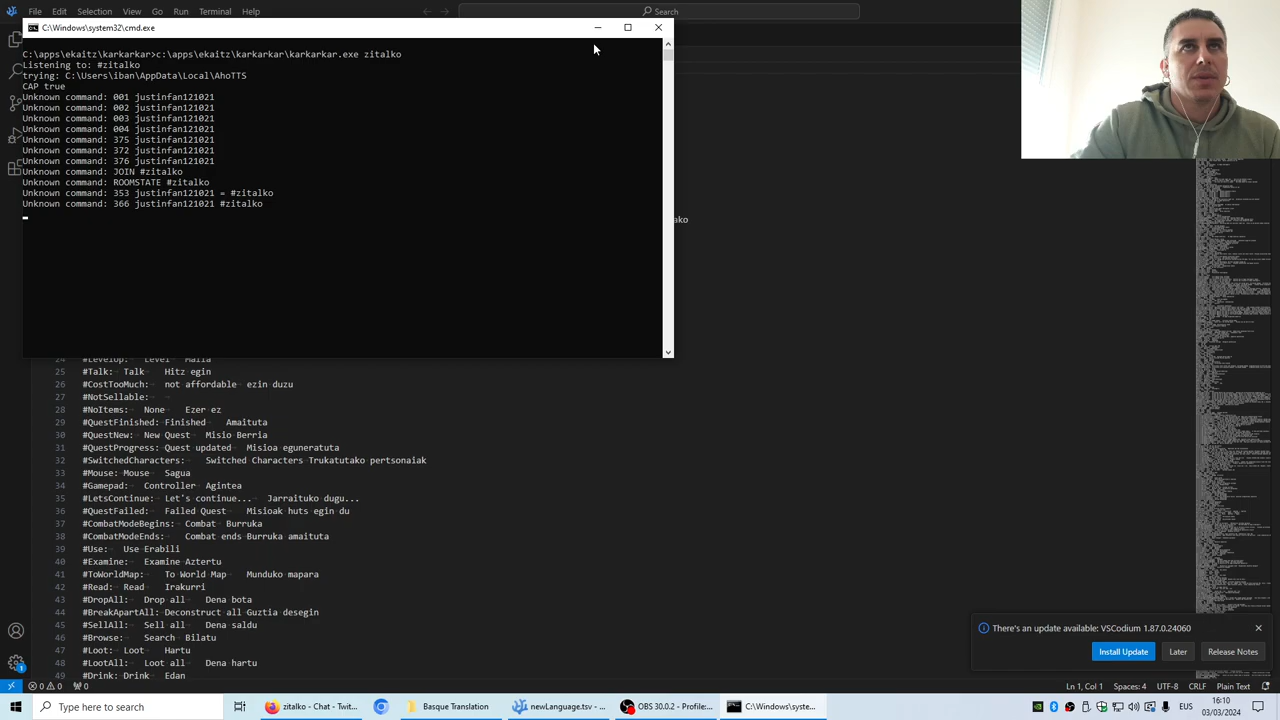 File Edit Selection View Go Run Terminal Help
Search
C:\Windows\system32\cmd.exe
C:\apps\ekaitz\karkarkar>c:\apps\ekaitz\karkarkar\karkarkar.exe zitalko
Listening to: #zitalko
trying: C:\Users\iban\AppData\Local\AhoTTS
CAP true
Unknown command: 001 justinfan121021
Unknown command: 002 justinfan121021
Unknown command: 003 justinfan121021
Unknown command: 004 justinfan121021
Unknown command: 375 justinfan121021
Unknown command: 372 justinfan121021
Unknown command: 376 justinfan121021
Unknown command: JOIN #zitalko
Unknown command: ROOMSTATE #zitalko
Unknown command: 353 justinfan121021 = #zitalko
Unknown command: 366 justinfan121021 #zitalko
ako
24 #LevelUp: Level Maila
25 #Talk: Talk Hitz egin
26 #CostTooMuch: not affordable ezin duzu
27 #NotSellable:
28 #NoItems: None Ezer ez
29 #QuestFinished: Finished Amaituta
30 #QuestNew: New Quest Misio Berria
31 #QuestProgress: Quest updated Misioa eguneratuta
32 #SwitchedCharacters: Switched Characters Trukatutako pertsonaiak
33 #Mouse: Mouse Sagua
34 #Gamepad: Controller Agintea
35 #LetsContinue: Let's continue... Jarraituko dugu...
36 #QuestFailed: Failed Quest Misioak huts egin du
37 #CombatModeBegins: Combat Burruka
38 #CombatModeEnds: Combat ends Burruka amaituta
39 #Use: Use Erabili
40 #Examine: Examine Aztertu
41 #ToWorldMap: To World Map Munduko mapara
42 #Read: Read Irakurri
43 #DropAll: Drop all Dena bota
44 #BreakApartAll: Deconstruct all Guztia desegin
45 #SellAll: Sell all Dena saldu
46 #Browse: Search Bilatu
47 #Loot: Loot Hartu
48 #LootAll: Loot all Dena hartu
49 #Drink: Drink Edan
There's an update available: VSCodium 1.87.0.24060
Install Update Later Release Notes
1
0 0 0 Ln 1, Col 1 Spaces: 4 UTF-8 CRLF Plain Text
Type here to search
zitalko - Chat - Twit...
Basque Translation
newLanguage.tsv - ...
OBS 30.0.2 - Profile:...
C:\Windows\syste...
EU
16:10
03/03/2024